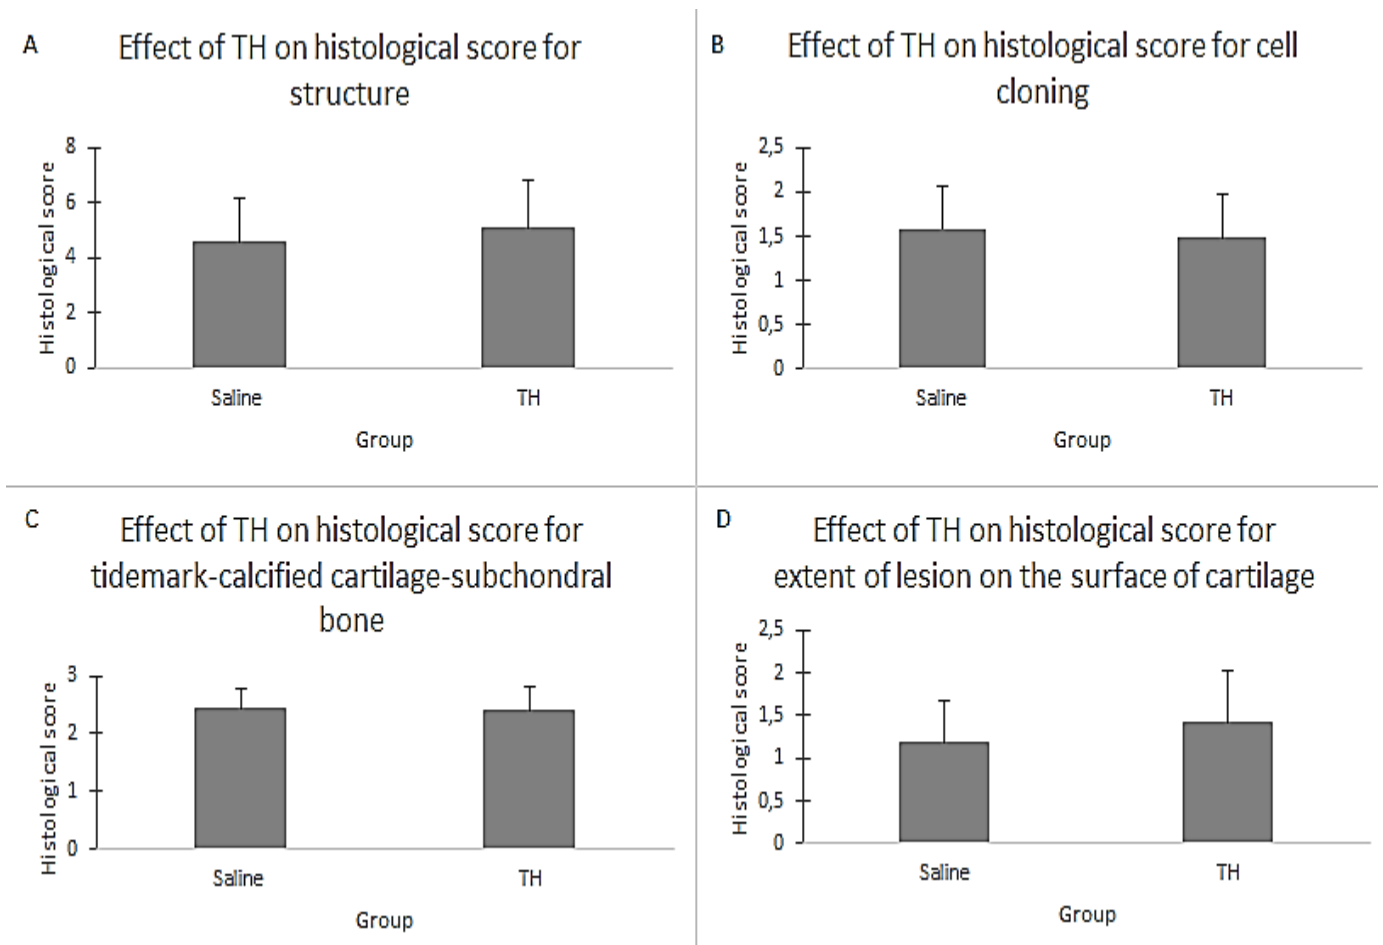 A
Effect of TH on histological score for
structure
Histological score
8
6
4
2
0
Saline
TH
Group
B
Effect of TH on histological score for cell
cloning
Histological score
2,5
2
1,5
1
0,5
0
Saline
TH
Group
C
Effect of TH on histological score for
tidemark-calcified cartilage-subchondral
bone
Histological score
3
2
1
0
Saline
TH
Group
D
Effect of TH on histological score for
extent of lesion on the surface of cartilage
Histological score
2,5
2
1,5
1
0,5
0
Saline
TH
Group